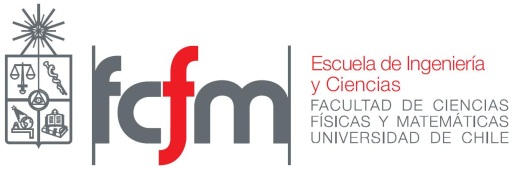 fcfm
Escuela de Ingeniería
y Ciencias
FACULTAD DE CIENCIAS
FÍSICAS Y MATEMÁTICAS
UNIVERSIDAD DE CHILE